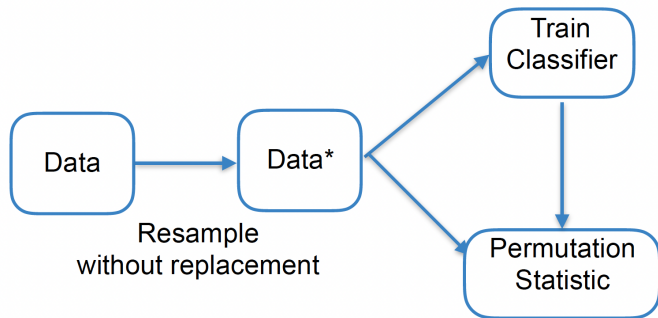 Data
Resample
without replacement
Data*
Train
Classifier
Permutation
Statistic